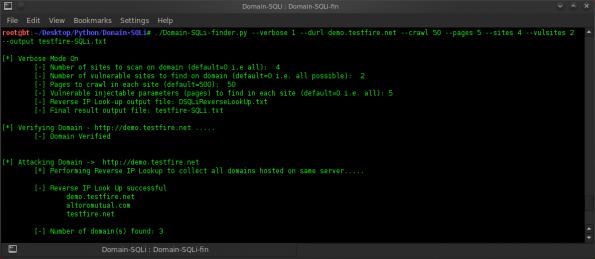 Domain-SQLi : Domain-SQLi-fin
File Edit View Bookmarks Settings Help
root@bt:~/Desktop/Python/Domain-SQLi# ./Domain-SQLi-finder.py --verbose 1 --durl demo.testfire.net --crawl 50 --pages 5 --sites 4 --vulsites 2
--output testfire-SQLi.txt
[*] Verbose Mode On
[-] Number of sites to scan on domain (default=0 i.e all): 4
[-] Number of vulnerable sites to find on domain (default=0 i.e. all possible): 2
[-] Pages to crawl in each site (default=500): 50
[-] Vulnerable injectable parameters (pages) to find in each site (default=0 i.e. all): 5
[-] Reverse IP Look-up output file: DSQLiReverseLookUp.txt
[-] Final result output file: testfire-SQLi.txt
[*] Verifying Domain - http://demo.testfire.net .....
[-] Domain Verified
[*] Attacking Domain -> http://demo.testfire.net
[*] Performing Reverse IP Lookup to collect all domains hosted on same server.....
[-] Reverse IP Look Up successful
demo.testfire.net
altoromutual.com
testfire.net
[-] Number of domain(s) found: 3
Domain-SQLi : Domain-SQLi-fin